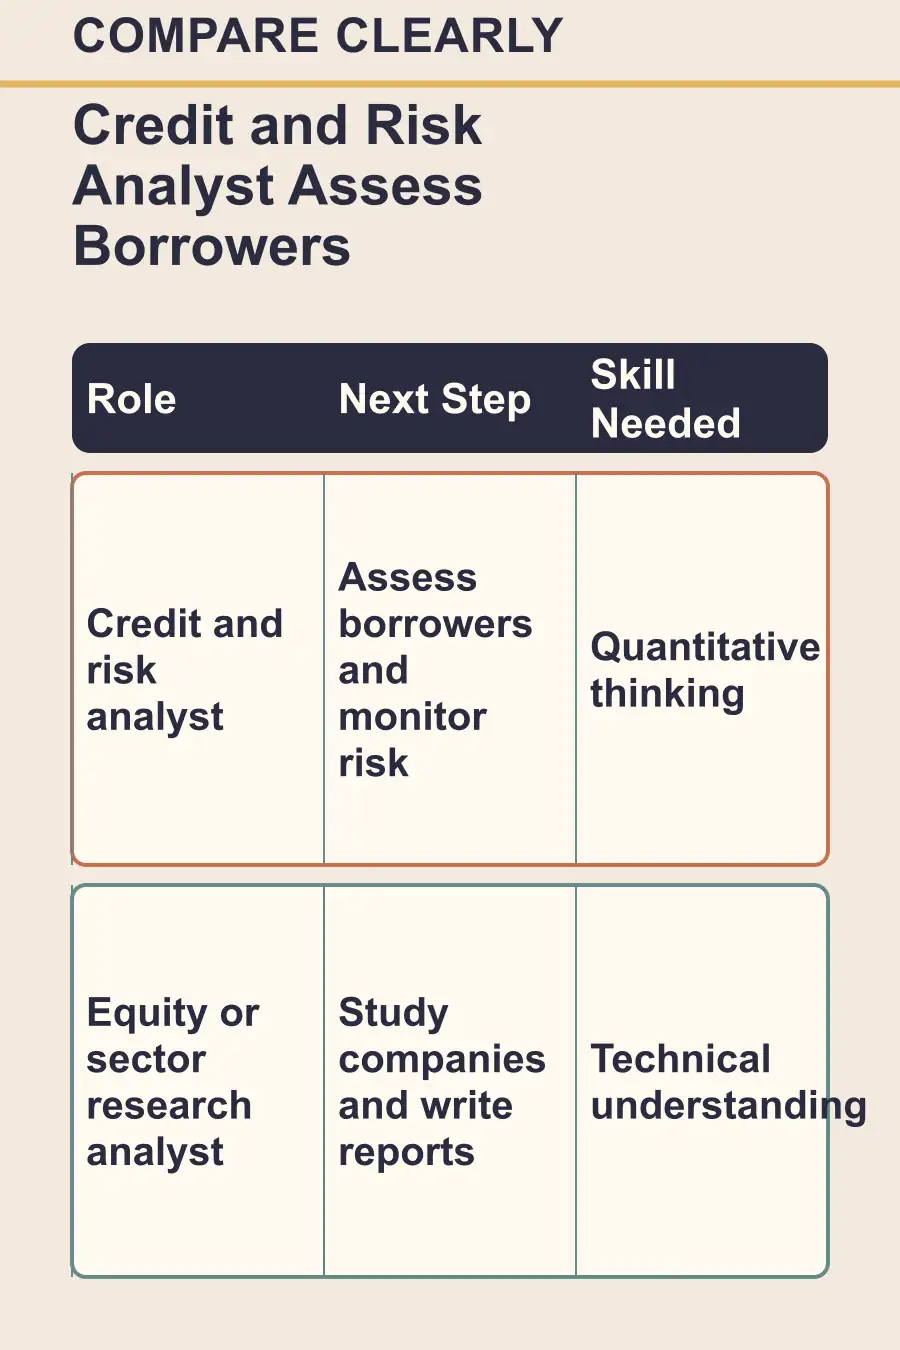 COMPARE CLEARLY
Credit and Risk
Analyst Assess
Borrowers
Role
Next Step
Skill
Needed
Credit and
risk
analyst
Assess
borrowers
and
monitor
risk
Quantitative
thinking
Equity or
sector
research
analyst
Study
companies
and write
reports
Technical
understanding